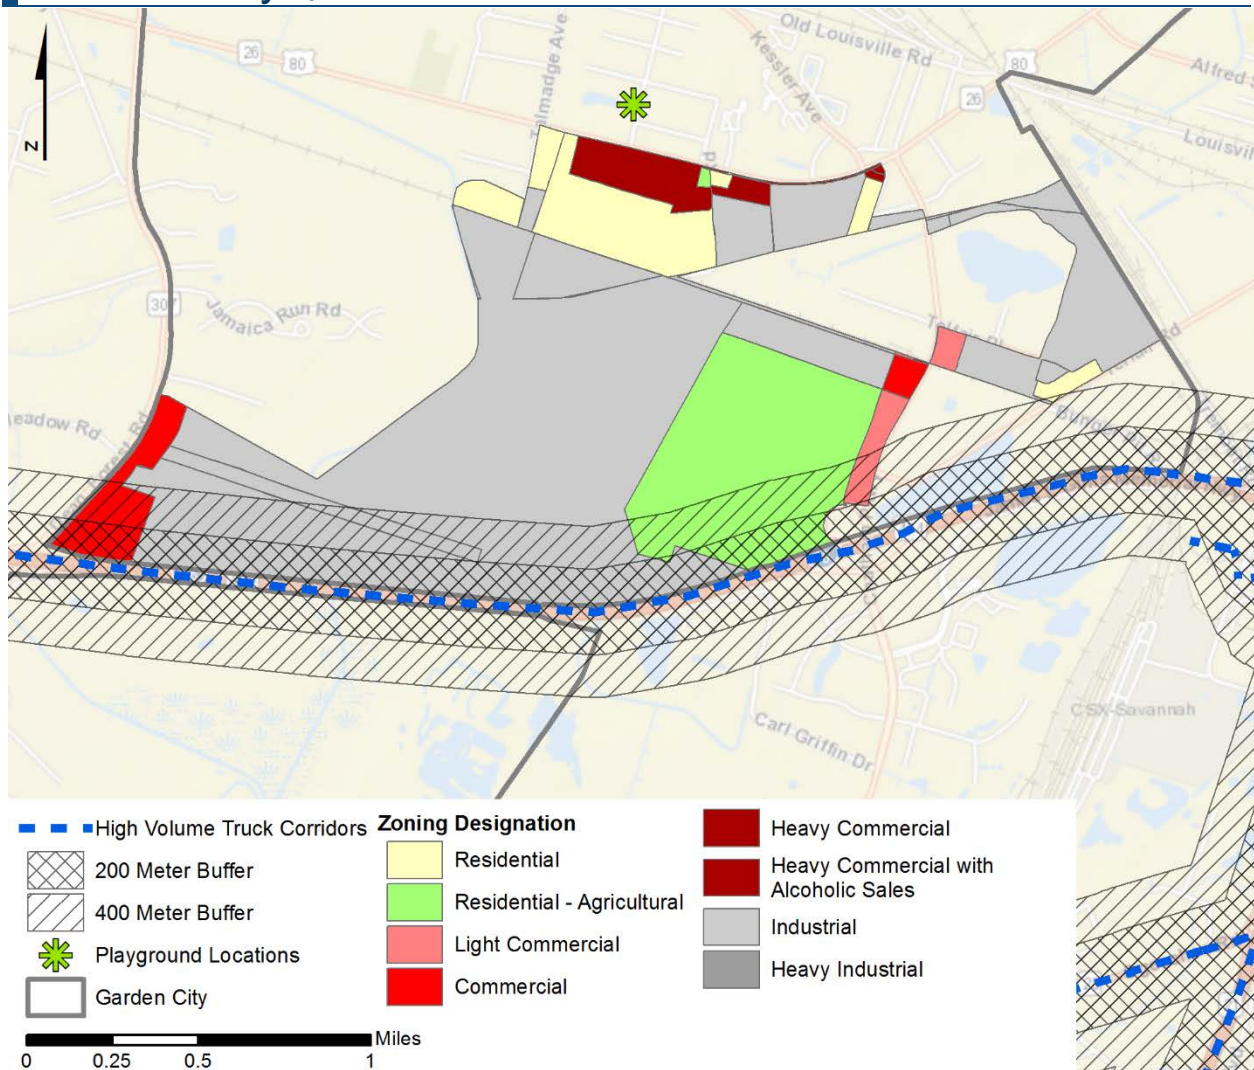 Old Louisville Rd
26
80
80
Talmadge Ave
Kessler Ave
Alfred
26
Louisvil
N
307
Jamaica Run Rd
Meadow Rd
Carl Griffin Dr
CSX-Savannah
High Volume Truck Corridors
200 Meter Buffer
400 Meter Buffer
Playground Locations
Garden City
Miles
0
0.25
0.5
1
Zoning Designation
Residential
Residential - Agricultural
Light Commercial
Commercial
Heavy Commercial
Heavy Commercial with
Alcoholic Sales
Industrial
Heavy Industrial